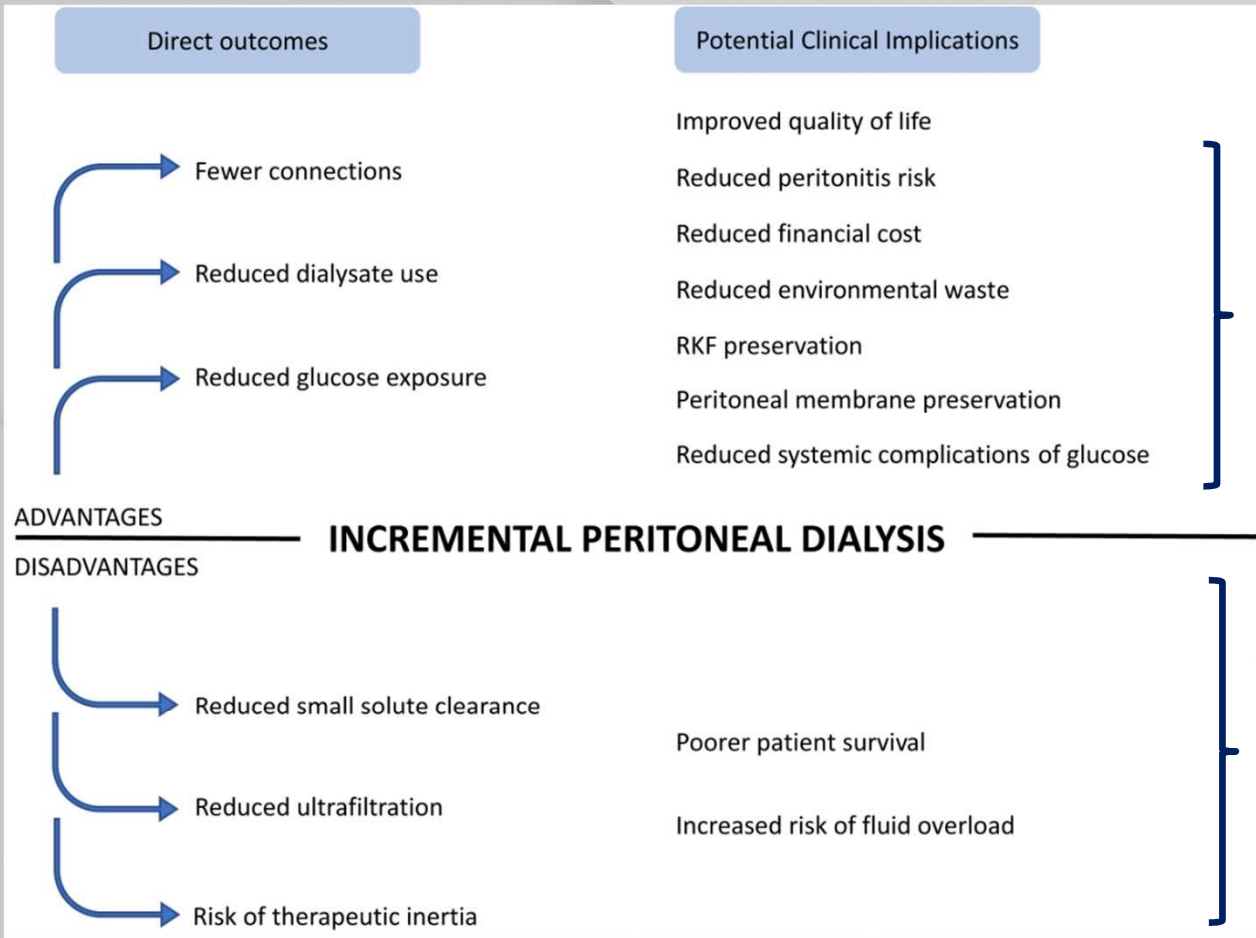 Direct outcomes
Potential Clinical Implications
Improved quality of life
Fewer connections
Reduced peritonitis risk
Reduced financial cost
Reduced dialysate use
Reduced environmental waste
RKF preservation
Reduced glucose exposure
Peritoneal membrane preservation
Reduced systemic complications of glucose
ADVANTAGES
INCREMENTAL PERITONEAL DIALYSIS
DISADVANTAGES
Reduced small solute clearance
Poorer patient survival
Reduced ultrafiltration
Increased risk of fluid overload
Risk of therapeutic inertia